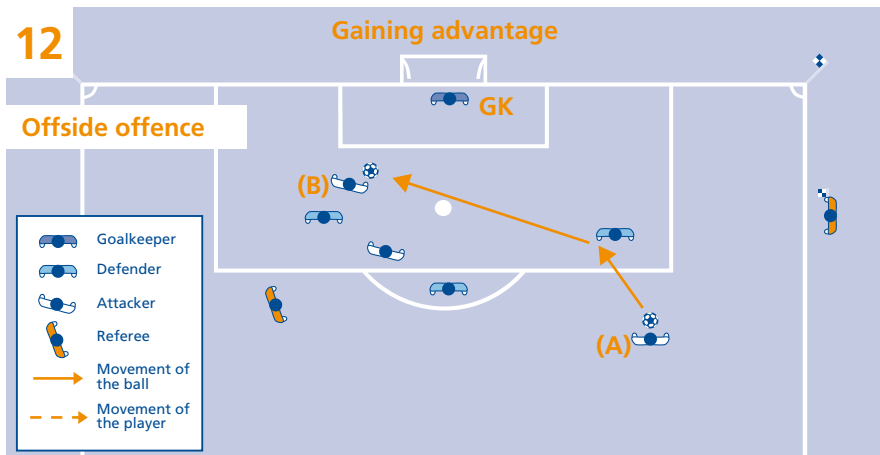 12
Gaining advantage
GK
Offside offence
(B)
Goalkeeper
Defender
Attacker
Referee
Movement of
the ball
Movement of
the player
(A)